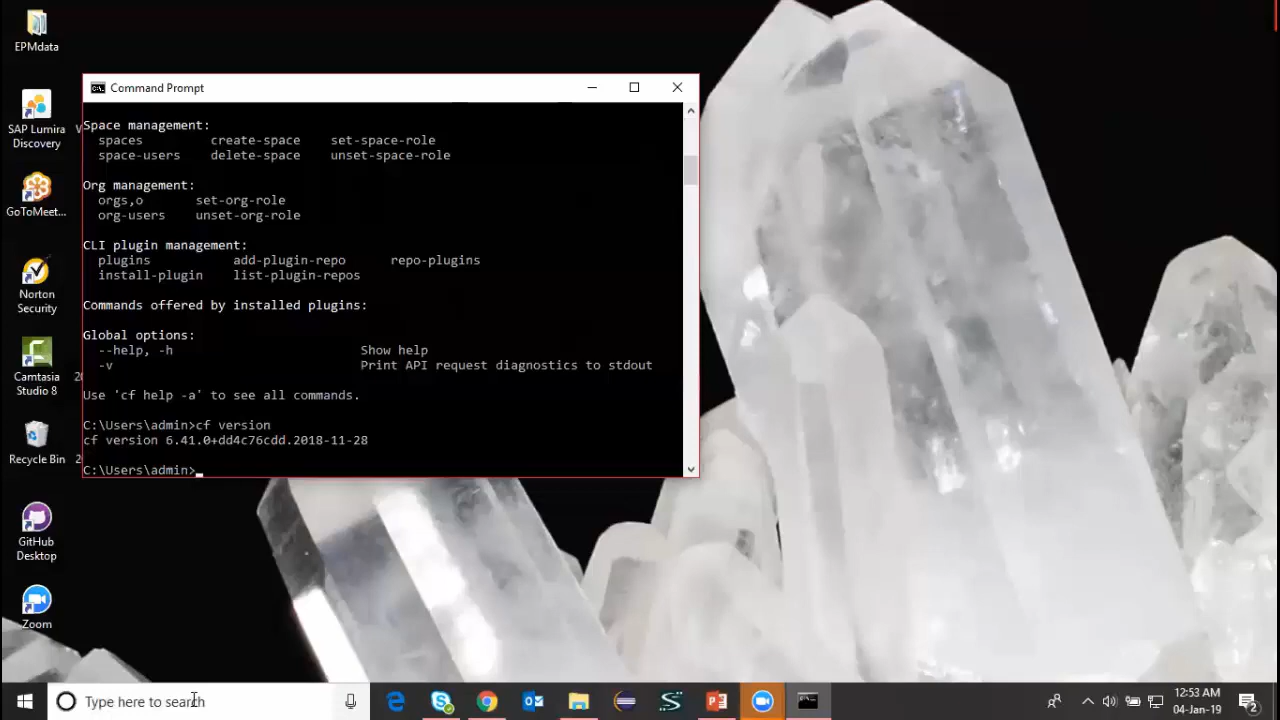 EPMdata
SAP Lumira
Discovery
GoToMeet...
Norton
Security
Camtasia
Studio 8
Recycle Bin
GitHub
Desktop
Zoom
Command Prompt
Space management:
spaces create-space set-space-role
space-users delete-space unset-space-role
Org management:
orgs,o set-org-role
org-users unset-org-role
CLI plugin management:
plugins add-plugin-repo repo-plugins
install-plugin list-plugin-repos
Commands offered by installed plugins:
Global options:
--help, -h Show help
-v Print API request diagnostics to stdout
Use 'cf help -a' to see all commands.
C:\Users\admin>cf version
cf version 6.41.0+dd4c76cdd.2018-11-28
C:\Users\admin>
Type here to search
12:53 AM
04-Jan-19
2